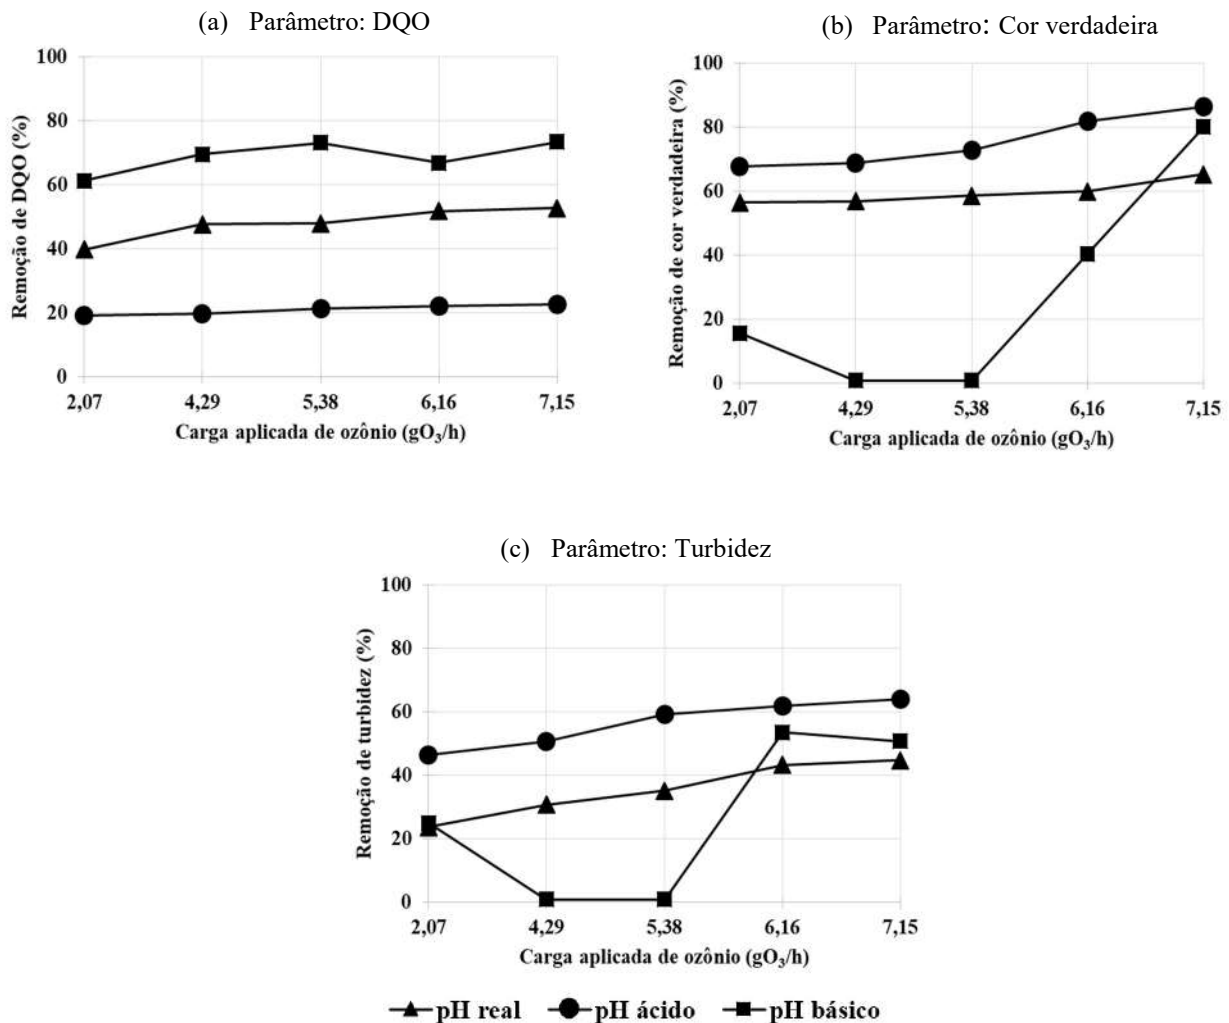 (a) Parâmetro: DQO
100
80
60
40
20
0
Remoção de DQO (%)
2,07 4,29 5,38 6,16 7,15
Carga aplicada de ozônio (gO₃/h)
(b) Parâmetro: Cor verdadeira
100
80
60
40
20
0
Remoção de cor verdadeira (%)
2,07 4,29 5,38 6,16 7,15
Carga aplicada de ozônio (gO₃/h)
(c) Parâmetro: Turbidez
100
80
60
40
20
0
Remoção de turbidez (%)
2,07 4,29 5,38 6,16 7,15
Carga aplicada de ozônio (gO₃/h)
pH real pH ácido pH básico